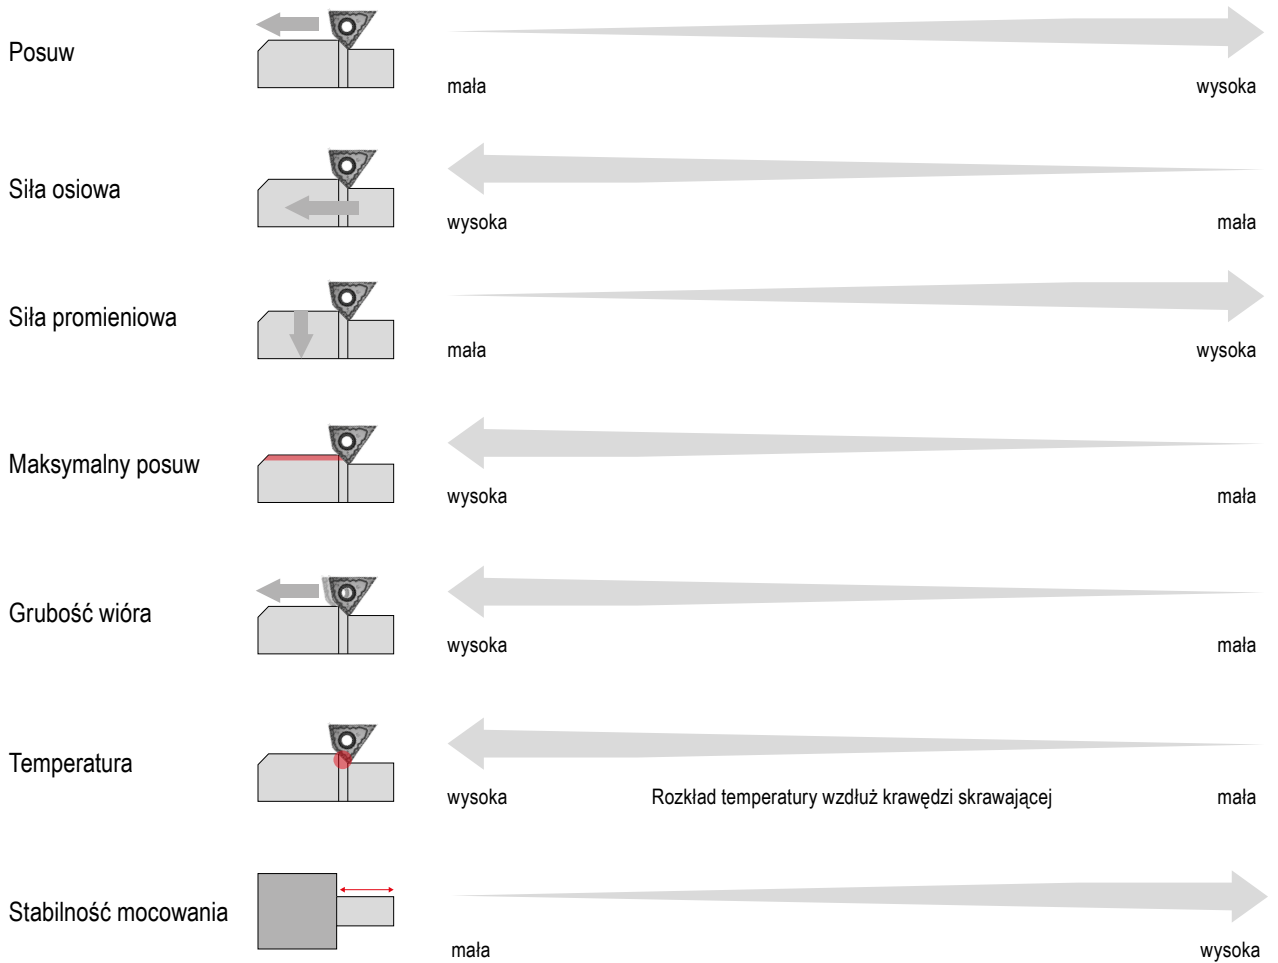 Posuw
mała wysoka
Siła osiowa
wysoka mała
Siła promieniowa
mała wysoka
Maksymalny posuw
wysoka mała
Grubość wióra
wysoka mała
Temperatura
wysoka Rozkład temperatury wzdłuż krawędzi skrawającej mała
Stabilność mocowania
mała wysoka